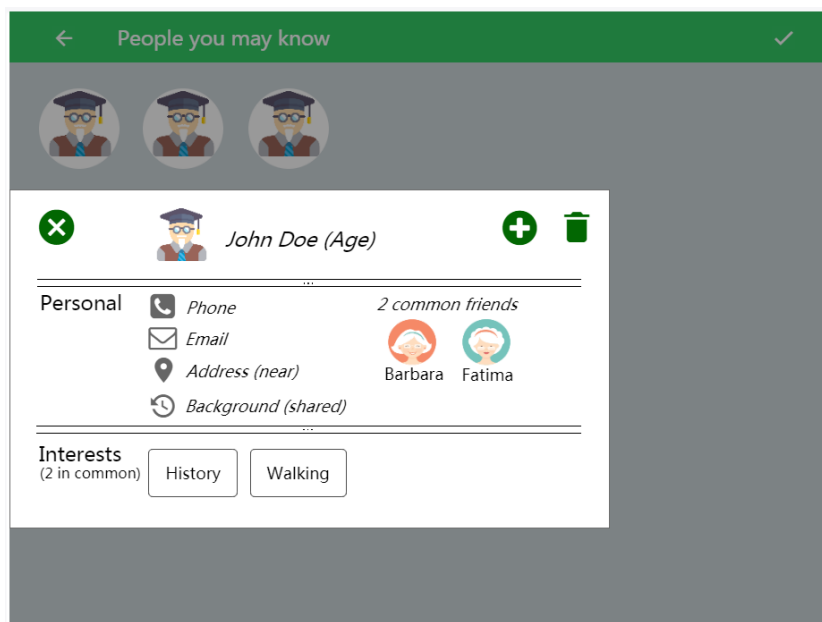 People you may know
John Doe (Age)
Personal
Phone
Email
Address (near)
Background (shared)
2 common friends
Barbara Fatima
Interests
(2 in common)
History
Walking